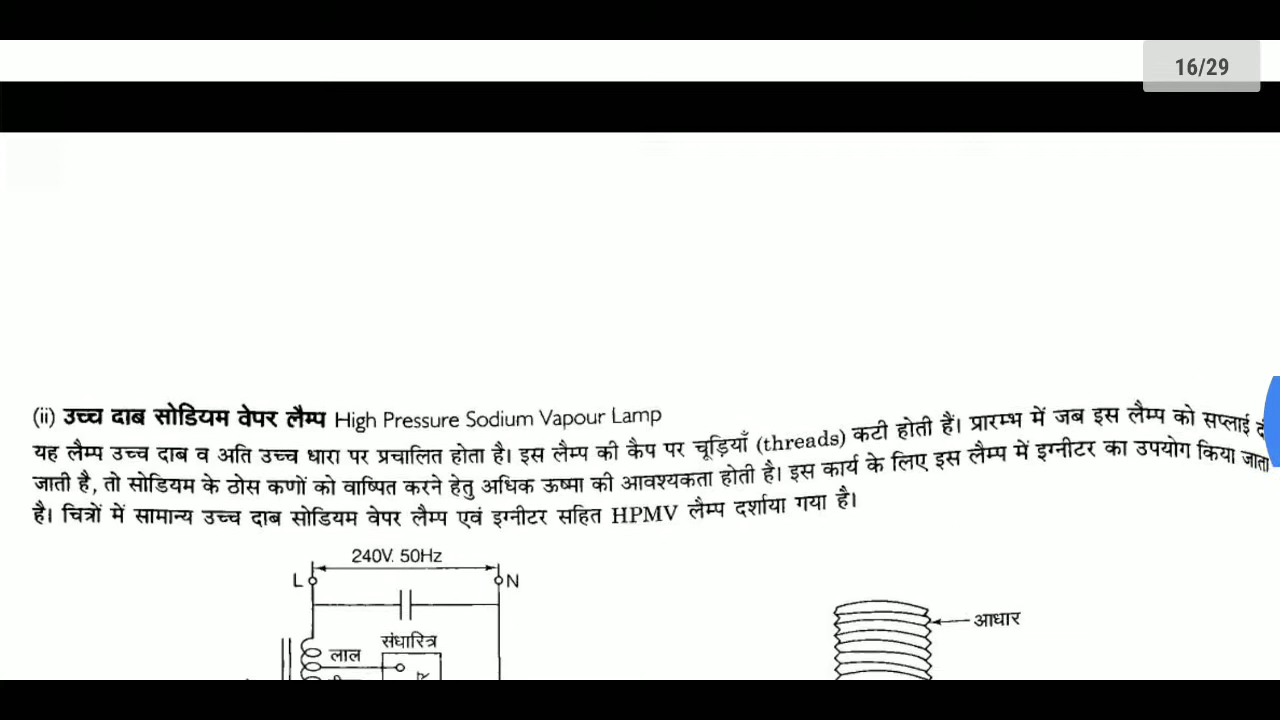 16/29
(ii) उच्च दाब सोडियम वेपर लैम्प High Pressure Sodium Vapour Lamp
यह लैम्प उच्च दाब व अति उच्च धारा पर प्रचालित होता है। इस लैम्प की कैप पर चूड़ियाँ (threads) कटी होती हैं। प्रारम्भ में जब इस लैम्प को सप्लाई
जाती है, तो सोडियम के ठोस कणों को वाष्पित करने हेतु अधिक ऊष्मा की आवश्यकता होती है। इस कार्य के लिए इस लैम्प में इग्नीटर का उपयोग किया जाता
है। चित्रों में सामान्य उच्च दाब सोडियम वेपर लैम्प एवं इग्नीटर सहित HPMV लैम्प दर्शाया गया है।
240V. 50Hz
L N
संधारित्र
लाल
आधार